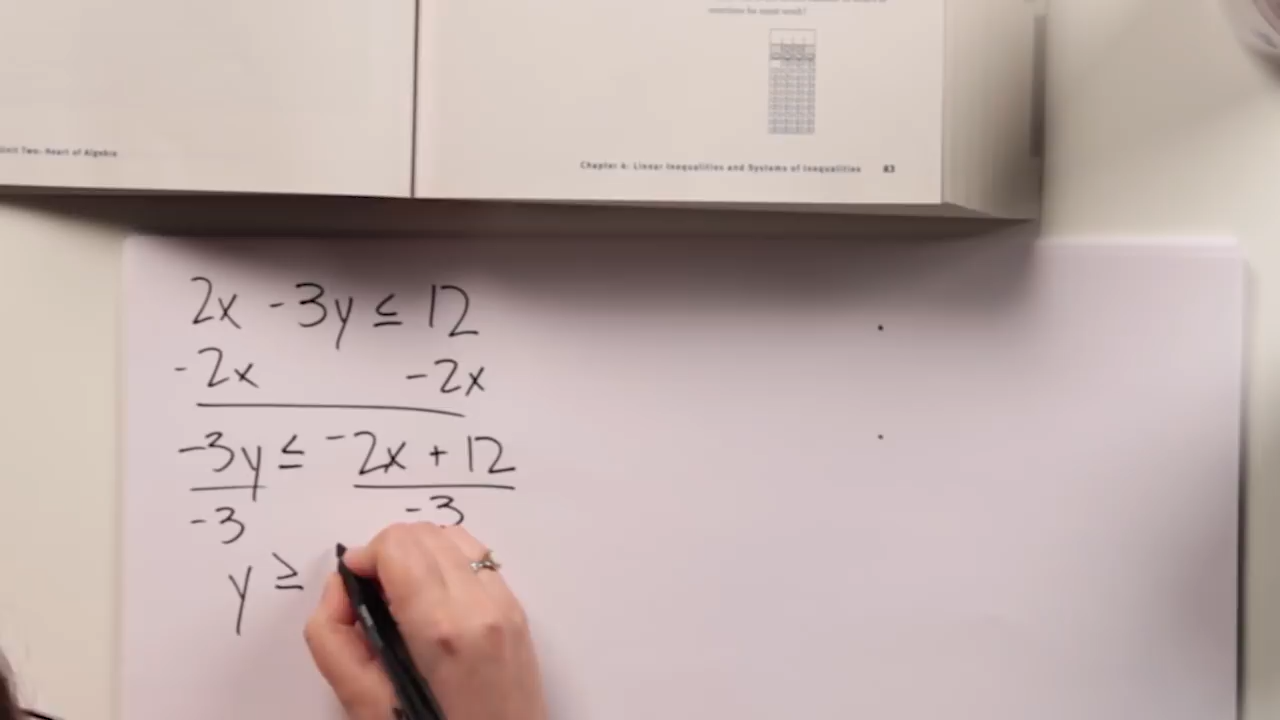 Unit Two: Heart of Algebra
Chapter 4: Linear Inequalities and Systems of Inequalities 83
2x - 3y ≤ 12
-2x -2x
-3y ≤ -2x + 12
-3 -3
y ≥